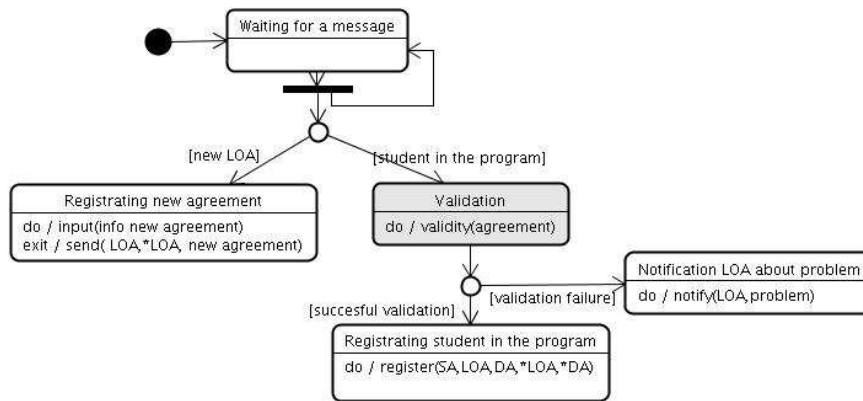 Waiting for a message
[new LOA]
[student in the program]
Registrating new agreement
do / input(info new agreement)
exit / send( LOA,*LOA, new agreement)
Validation
do / validity(agreement)
Notification LOA about problem
do / notify(LOA,problem)
[validation failure]
[succesful validation]
Registrating student in the program
do / register(SA,LOA,DA,*LOA,*DA)